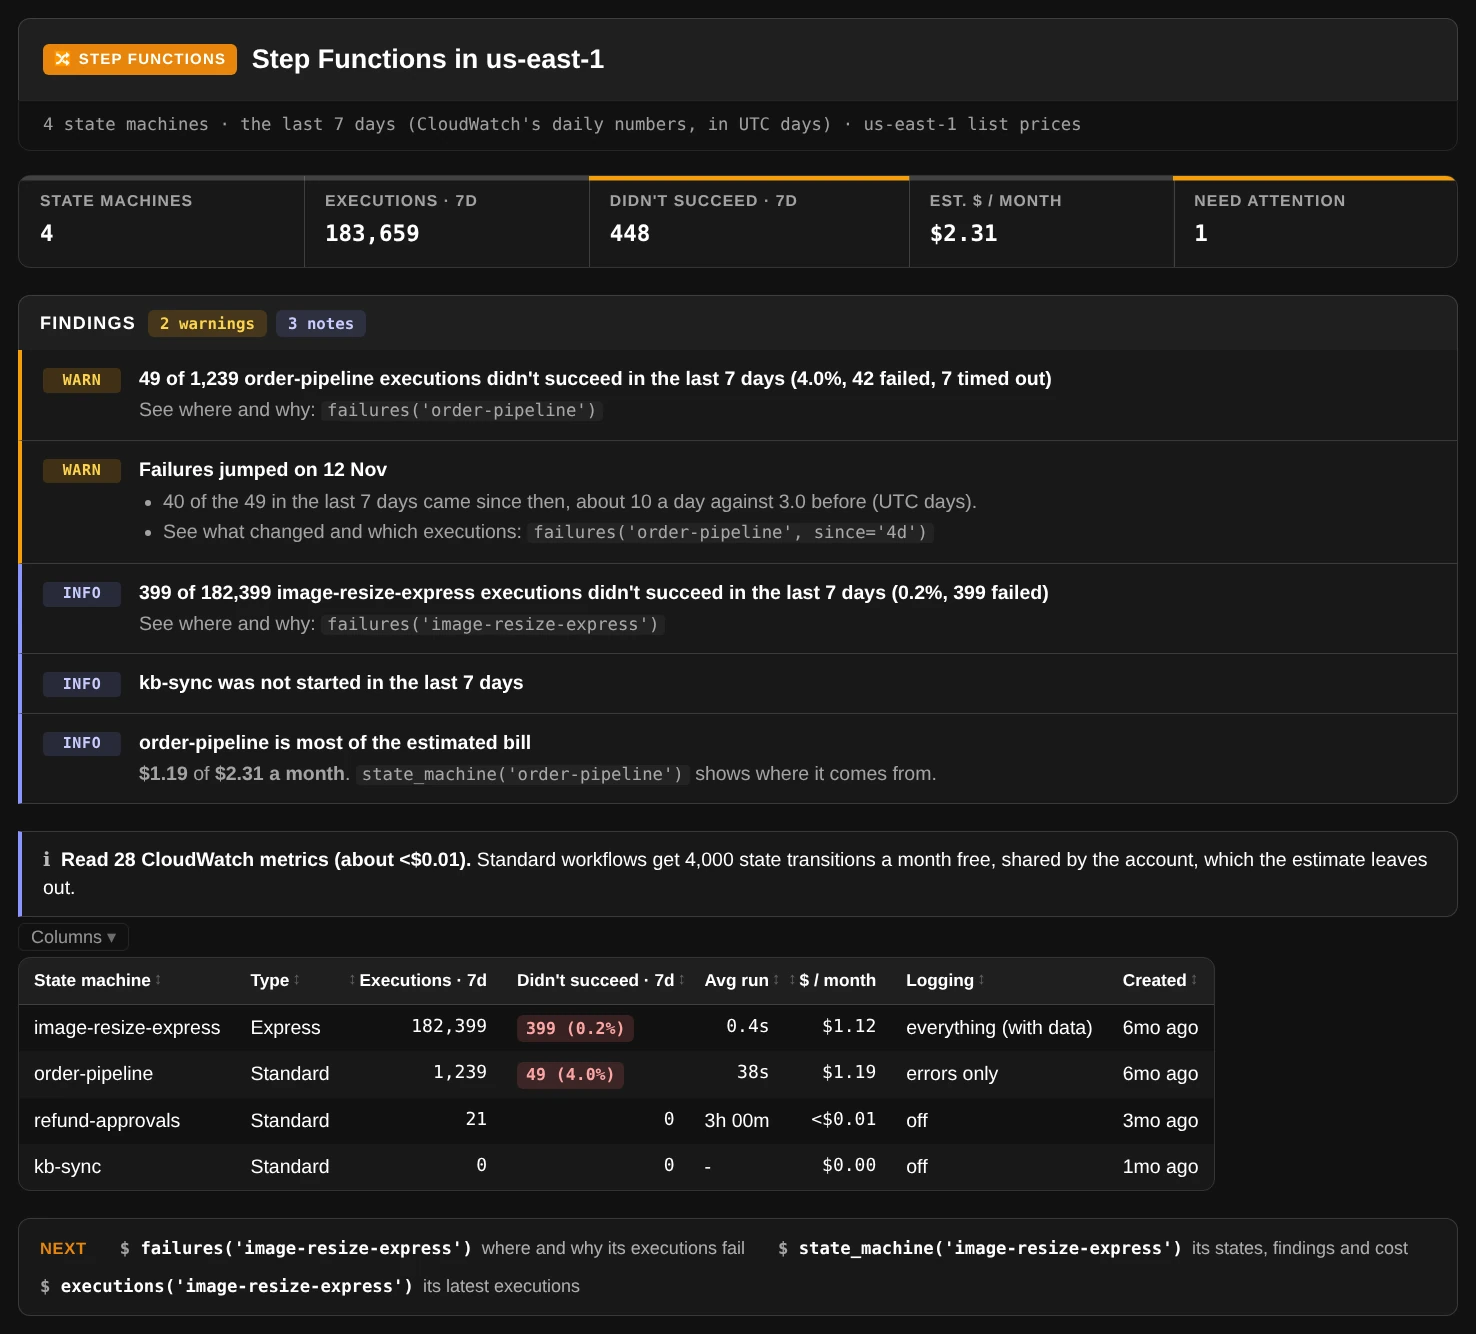 STEP FUNCTIONS Step Functions in us-east-1
4 state machines · the last 7 days (CloudWatch's daily numbers, in UTC days) · us-east-1 list prices
STATE MACHINES
4
EXECUTIONS · 7D
183,659
DIDN'T SUCCEED · 7D
448
EST. $ / MONTH
$2.31
NEED ATTENTION
1
FINDINGS 2 warnings 3 notes
WARN 49 of 1,239 order-pipeline executions didn't succeed in the last 7 days (4.0%, 42 failed, 7 timed out)
See where and why: failures('order-pipeline')
WARN Failures jumped on 12 Nov
• 40 of the 49 in the last 7 days came since then, about 10 a day against 3.0 before (UTC days).
• See what changed and which executions: failures('order-pipeline', since='4d')
INFO 399 of 182,399 image-resize-express executions didn't succeed in the last 7 days (0.2%, 399 failed)
See where and why: failures('image-resize-express')
INFO kb-sync was not started in the last 7 days
INFO order-pipeline is most of the estimated bill
$1.19 of $2.31 a month. state_machine('order-pipeline') shows where it comes from.
ℹ Read 28 CloudWatch metrics (about <$0.01). Standard workflows get 4,000 state transitions a month free, shared by the account, which the estimate leaves
out.
Columns ▾
State machine ↕ Type ↕ ↕ Executions · 7d Didn't succeed · 7d ↕ Avg run ↕ ↕ $ / month Logging ↕ Created ↕
image-resize-express Express 182,399 399 (0.2%) 0.4s $1.12 everything (with data) 6mo ago
order-pipeline Standard 1,239 49 (4.0%) 38s $1.19 errors only 6mo ago
refund-approvals Standard 21 0 3h 00m <$0.01 off 3mo ago
kb-sync Standard 0 0 - $0.00 off 1mo ago
NEXT $ failures('image-resize-express') where and why its executions fail $ state_machine('image-resize-express') its states, findings and cost
$ executions('image-resize-express') its latest executions